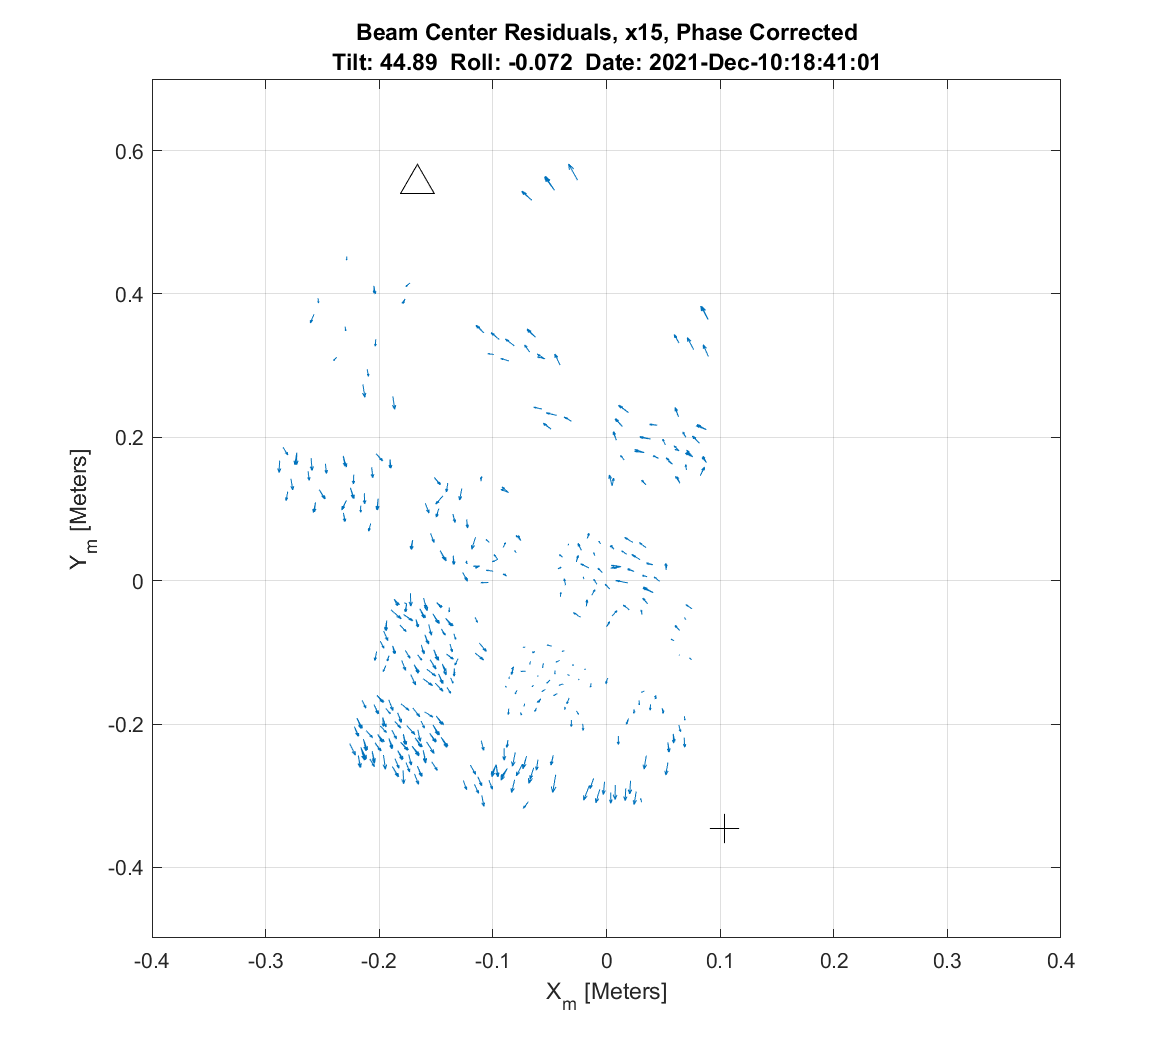 Beam Center Residuals, x15, Phase Corrected
Tilt: 44.89  Roll: -0.072  Date: 2021-Dec-10:18:41:01
0.6
0.4
0.2
0
-0.2
-0.4
Y_m [Meters]
-0.4 -0.3 -0.2 -0.1 0 0.1 0.2 0.3 0.4
X_m [Meters]